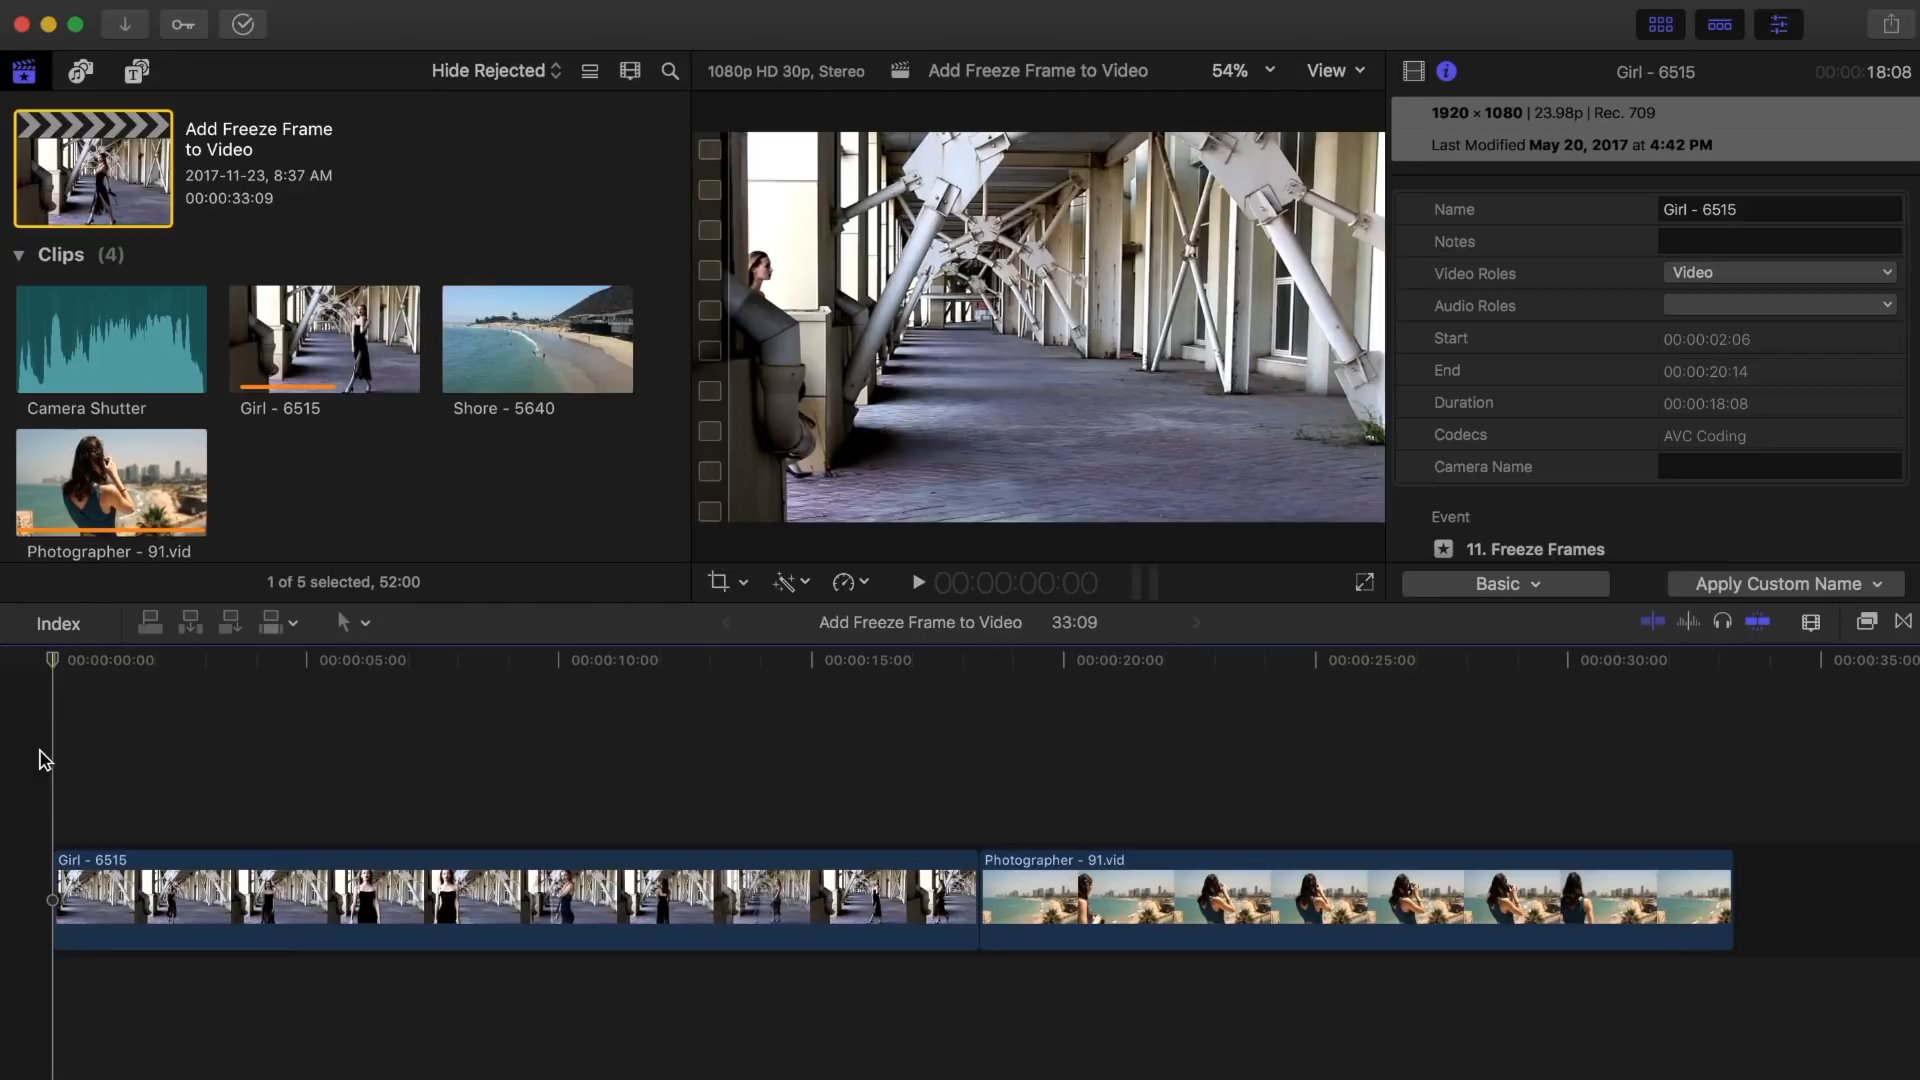 Hide Rejected
1080p HD 30p, Stereo
Add Freeze Frame to Video
54%
View
Girl - 6515
00:00:18:08
Add Freeze Frame
to Video
2017-11-23, 8:37 AM
00:00:33:09
Clips (4)
Camera Shutter
Girl - 6515
Shore - 5640
Photographer - 91.vid
1 of 5 selected, 52:00
00:00:00:00
1920 × 1080 | 23.98p | Rec. 709
Last Modified May 20, 2017 at 4:42 PM
Name Girl - 6515
Notes
Video Roles Video
Audio Roles
Start 00:00:02:06
End 00:00:20:14
Duration 00:00:18:08
Codecs AVC Coding
Camera Name
Event
11. Freeze Frames
Basic
Apply Custom Name
Index
Add Freeze Frame to Video 33:09
00:00:00:00 00:00:05:00 00:00:10:00 00:00:15:00 00:00:20:00 00:00:25:00 00:00:30:00 00:00:35:00
Girl - 6515
Photographer - 91.vid